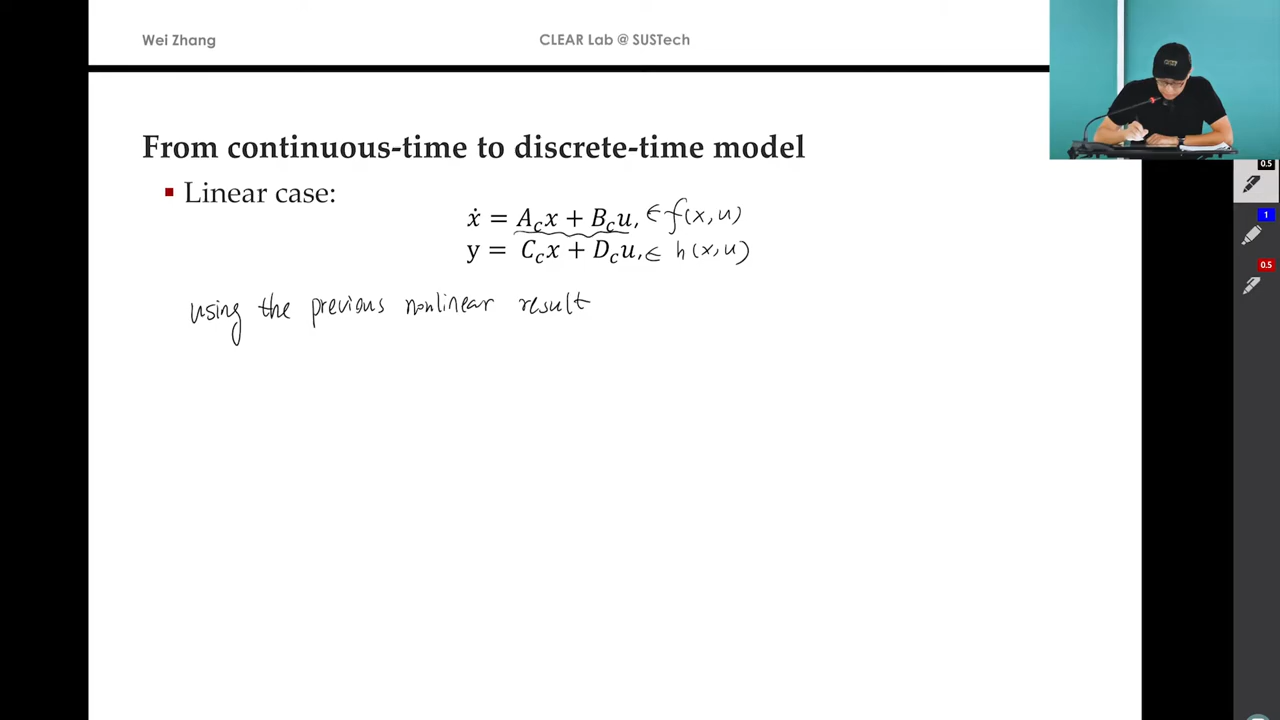 Wei Zhang
CLEAR Lab @ SUSTech
From continuous-time to discrete-time model
▪ Linear case:
ẋ = A_c x + B_c u, ∈ f(x, u)
y = C_c x + D_c u, ∈ h(x, u)
using the previous nonlinear result
0.5
1
0.5